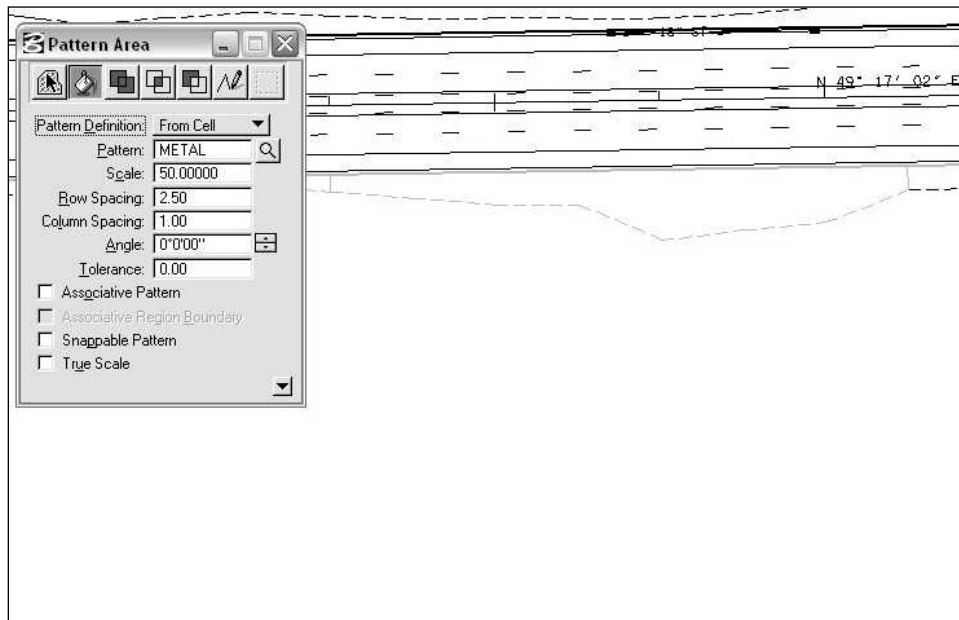 Pattern Area
Pattern Definition: From Cell
Pattern: METAL
Scale: 50.00000
Row Spacing: 2.50
Column Spacing: 1.00
Angle: 0°0'00"
Tolerance: 0.00
Associative Pattern
Associative Region Boundary
Snappable Pattern
True Scale
ST
N 49° 17' 02" E